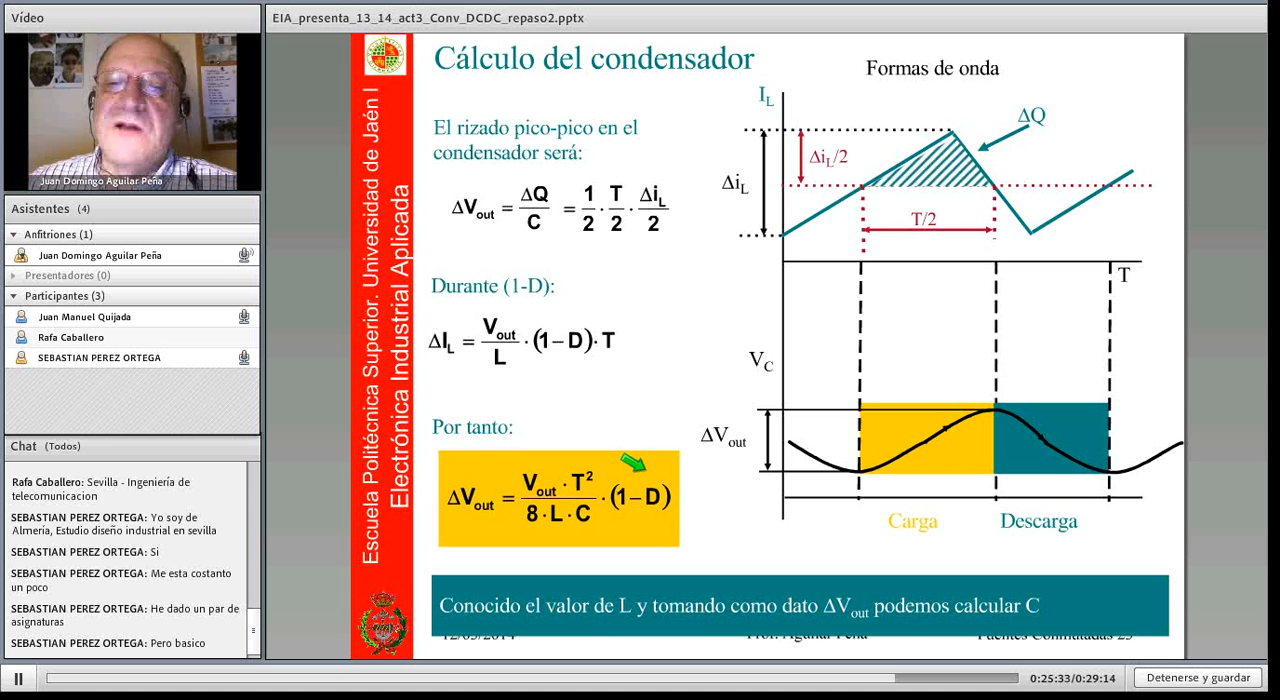 Vídeo
Juan Domingo Aguilar Peña
Asistentes (4)
Anfitriones (1)
Juan Domingo Aguilar Peña
Presentadores (0)
Participantes (3)
Juan Manuel Quijada
Rafa Caballero
SEBASTIAN PEREZ ORTEGA
Chat (Todos)
Rafa Caballero: Sevilla - Ingeniería de
telecomunicacion
SEBASTIAN PEREZ ORTEGA: Yo soy de
Almería, Estudio diseño industrial en sevilla
SEBASTIAN PEREZ ORTEGA: Si
SEBASTIAN PEREZ ORTEGA: Me esta costanto
un poco
SEBASTIAN PEREZ ORTEGA: He dado un par de
asignaturas
SEBASTIAN PEREZ ORTEGA: Pero basico
EIA_presenta_13_14_act3_Conv_DCDC_repaso2.pptx
Escuela Politécnica Superior. Universidad de Jaén I
Electrónica Industrial Aplicada
Cálculo del condensador
El rizado pico-pico en el
condensador será:
ΔV_out = ΔQ/C = 1/2 · T/2 · Δi_L/2
Durante (1-D):
ΔI_L = V_out/L · (1−D)·T
Por tanto:
ΔV_out = V_out · T²/8·L·C · (1−D)
Formas de onda
I_L
ΔQ
Δi_L/2
Δi_L
T/2
T
V_C
ΔV_out
Carga
Descarga
Conocido el valor de L y tomando como dato ΔV_out podemos calcular C
12/03/2014 Prof. Aguilar Peña Fuentes Conmutadas 25
0:25:33/0:29:14
Detenerse y guardar